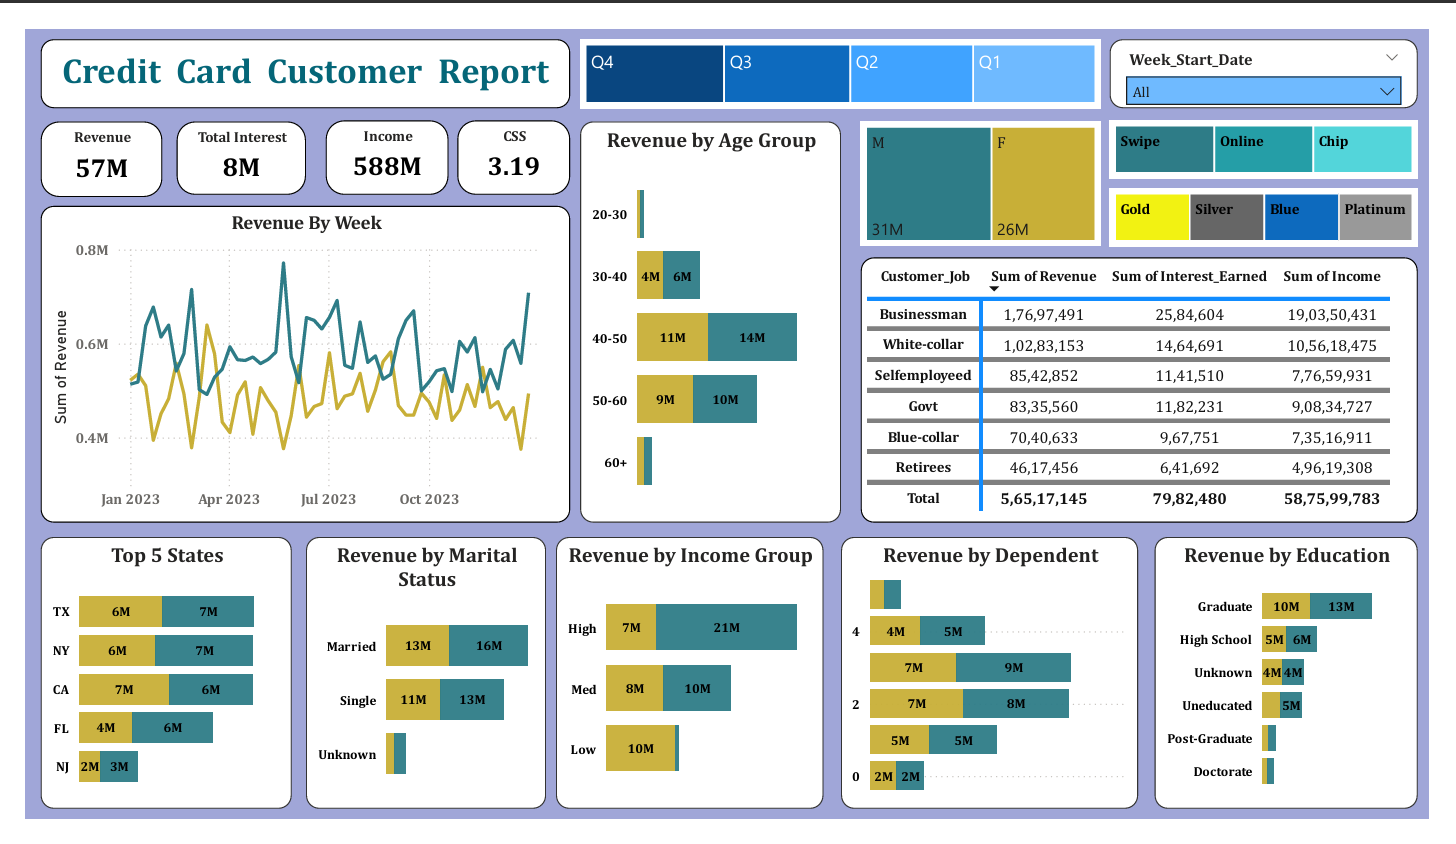 Credit Card Customer Report
Q4 Q3 Q2 Q1
Week_Start_Date
All
Revenue
57M
Total Interest
8M
Income
588M
CSS
3.19
Revenue by Age Group
20-30
30-40 4M 6M
40-50 11M 14M
50-60 9M 10M
60+
M
31M
F
26M
Swipe Online Chip
Gold Silver Blue Platinum
Revenue By Week
Sum of Revenue
0.8M
0.6M
0.4M
Jan 2023 Apr 2023 Jul 2023 Oct 2023
Customer_Job Sum of Revenue Sum of Interest_Earned Sum of Income
Businessman 1,76,97,491 25,84,604 19,03,50,431
White-collar 1,02,83,153 14,64,691 10,56,18,475
Selfemployeed 85,42,852 11,41,510 7,76,59,931
Govt 83,35,560 11,82,231 9,08,34,727
Blue-collar 70,40,633 9,67,751 7,35,16,911
Retirees 46,17,456 6,41,692 4,96,19,308
Total 5,65,17,145 79,82,480 58,75,99,783
Top 5 States
TX 6M 7M
NY 6M 7M
CA 7M 6M
FL 4M 6M
NJ 2M 3M
Revenue by Marital
Status
Married 13M 16M
Single 11M 13M
Unknown
Revenue by Income Group
High 7M 21M
Med 8M 10M
Low 10M
Revenue by Dependent
4 4M 5M
7M 9M
2 7M 8M
5M 5M
0 2M 2M
Revenue by Education
Graduate 10M 13M
High School 5M 6M
Unknown 4M 4M
Uneducated 5M
Post-Graduate
Doctorate